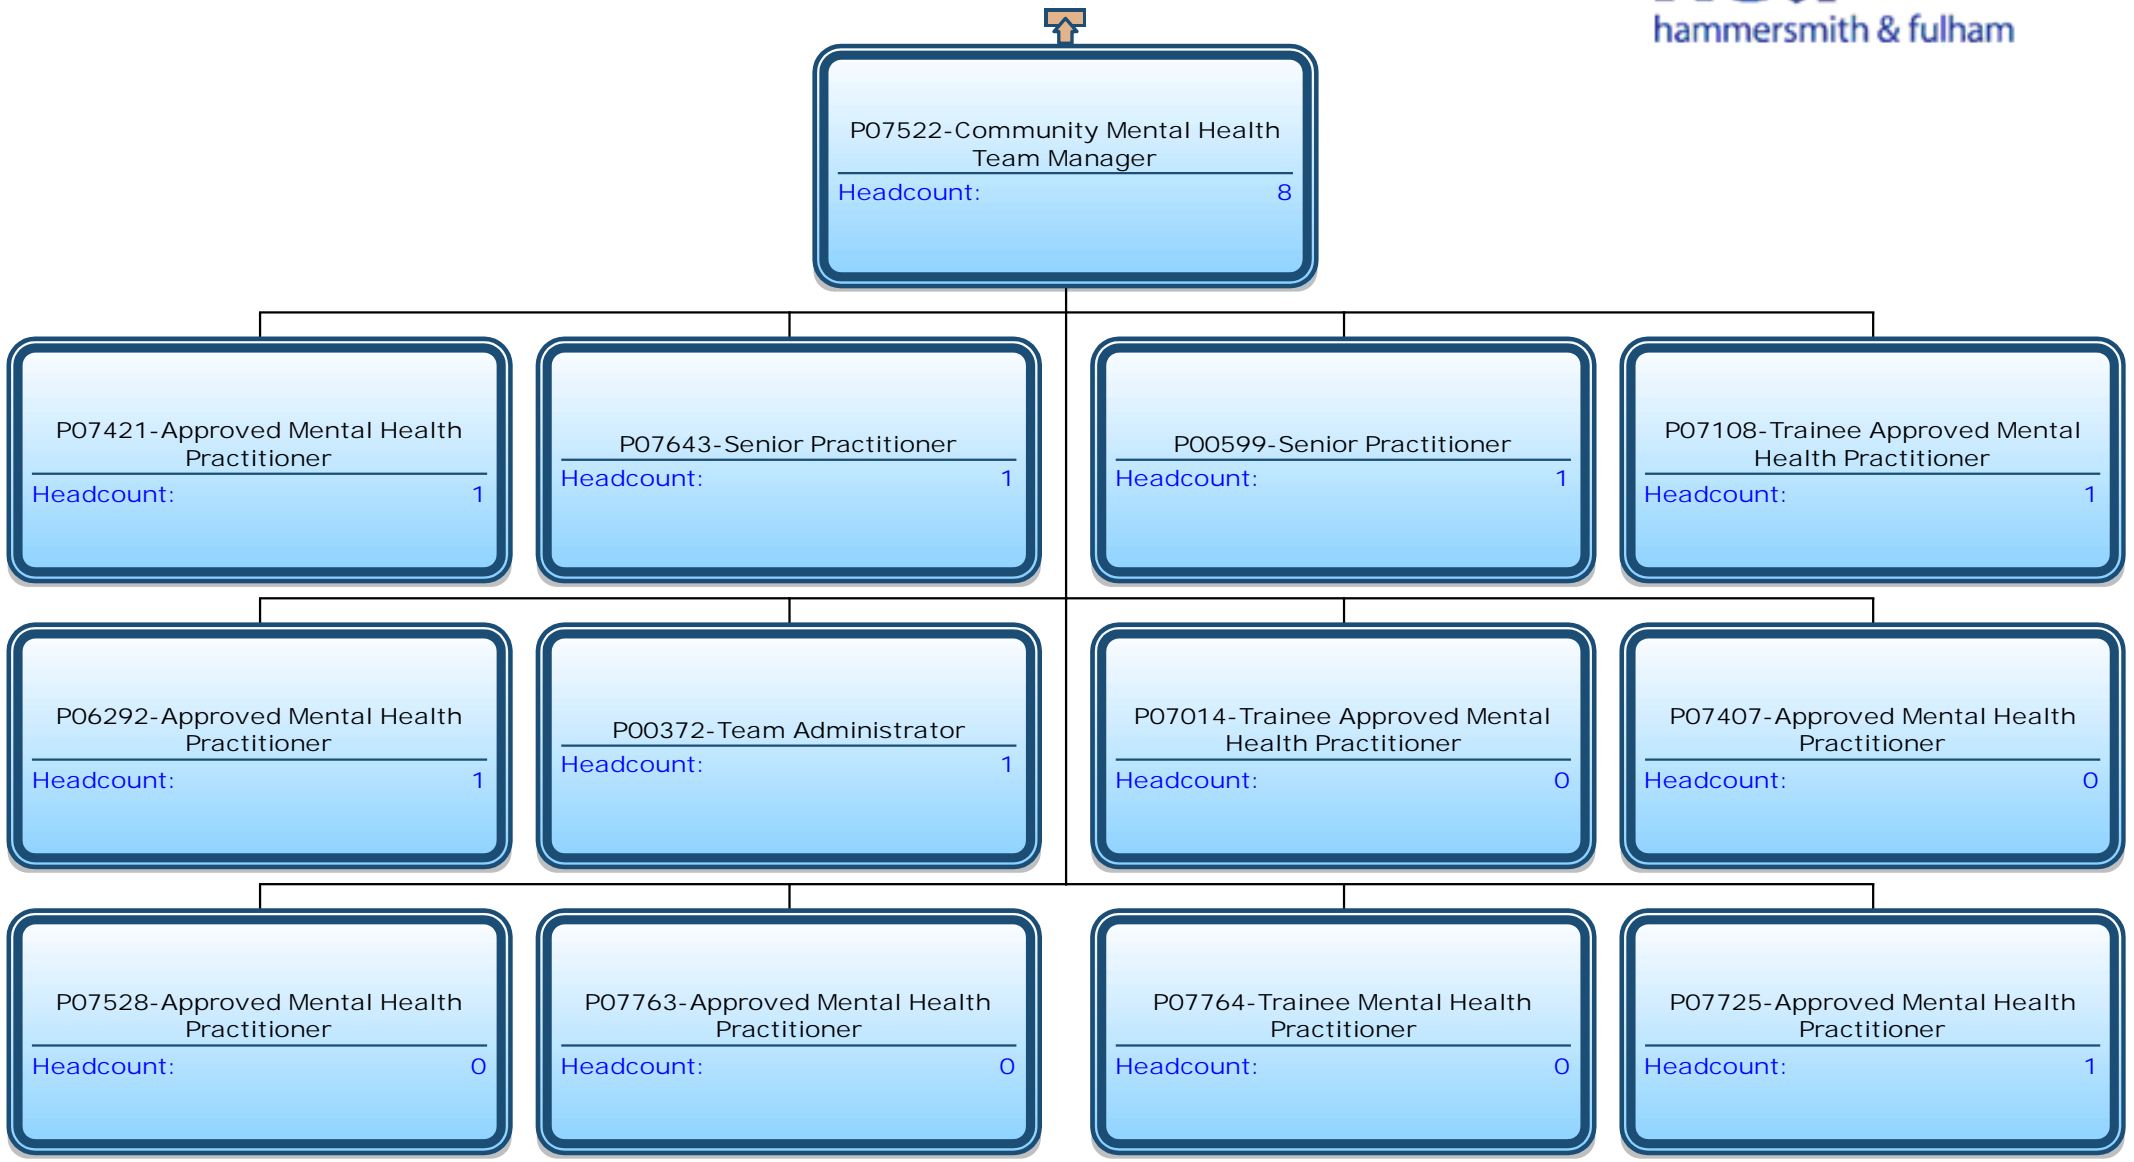 hammersmith & fulham
P07522-Community Mental Health
Team Manager
Headcount: 8
P07421-Approved Mental Health
Practitioner
Headcount: 1
P07643-Senior Practitioner
Headcount: 1
P00599-Senior Practitioner
Headcount: 1
P07108-Trainee Approved Mental
Health Practitioner
Headcount: 1
P06292-Approved Mental Health
Practitioner
Headcount: 1
P00372-Team Administrator
Headcount: 1
P07014-Trainee Approved Mental
Health Practitioner
Headcount: 0
P07407-Approved Mental Health
Practitioner
Headcount: 0
P07528-Approved Mental Health
Practitioner
Headcount: 0
P07763-Approved Mental Health
Practitioner
Headcount: 0
P07764-Trainee Mental Health
Practitioner
Headcount: 0
P07725-Approved Mental Health
Practitioner
Headcount: 1